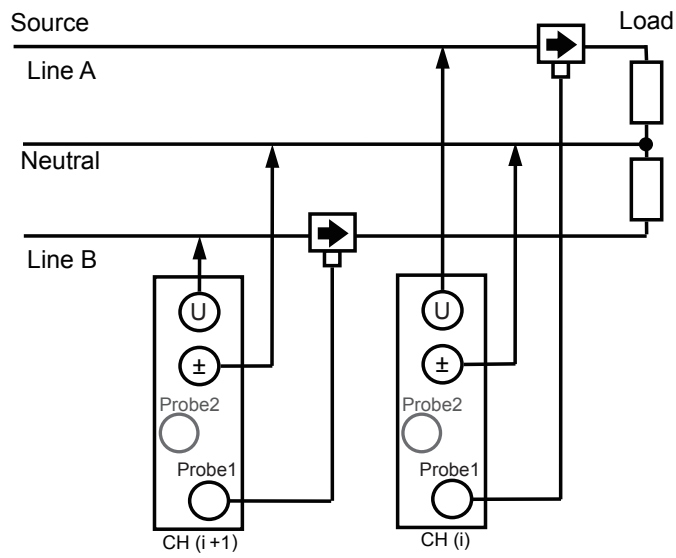 Source
Load
Line A
Neutral
Line B
U
U
±
±
Probe2
Probe2
Probe1
Probe1
CH (i +1)
CH (i)